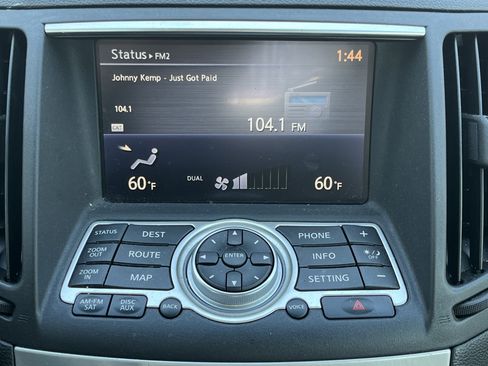 Status ▸ FM2 1:44
Johnny Kemp - Just Got Paid
104.1
CAT
104.1 FM
60°F DUAL 60°F
STATUS DEST PHONE +
ZOOM OUT ROUTE ENTER INFO OFF
ZOOM IN MAP SETTING −
AM·FM SAT DISC AUX BACK VOICE